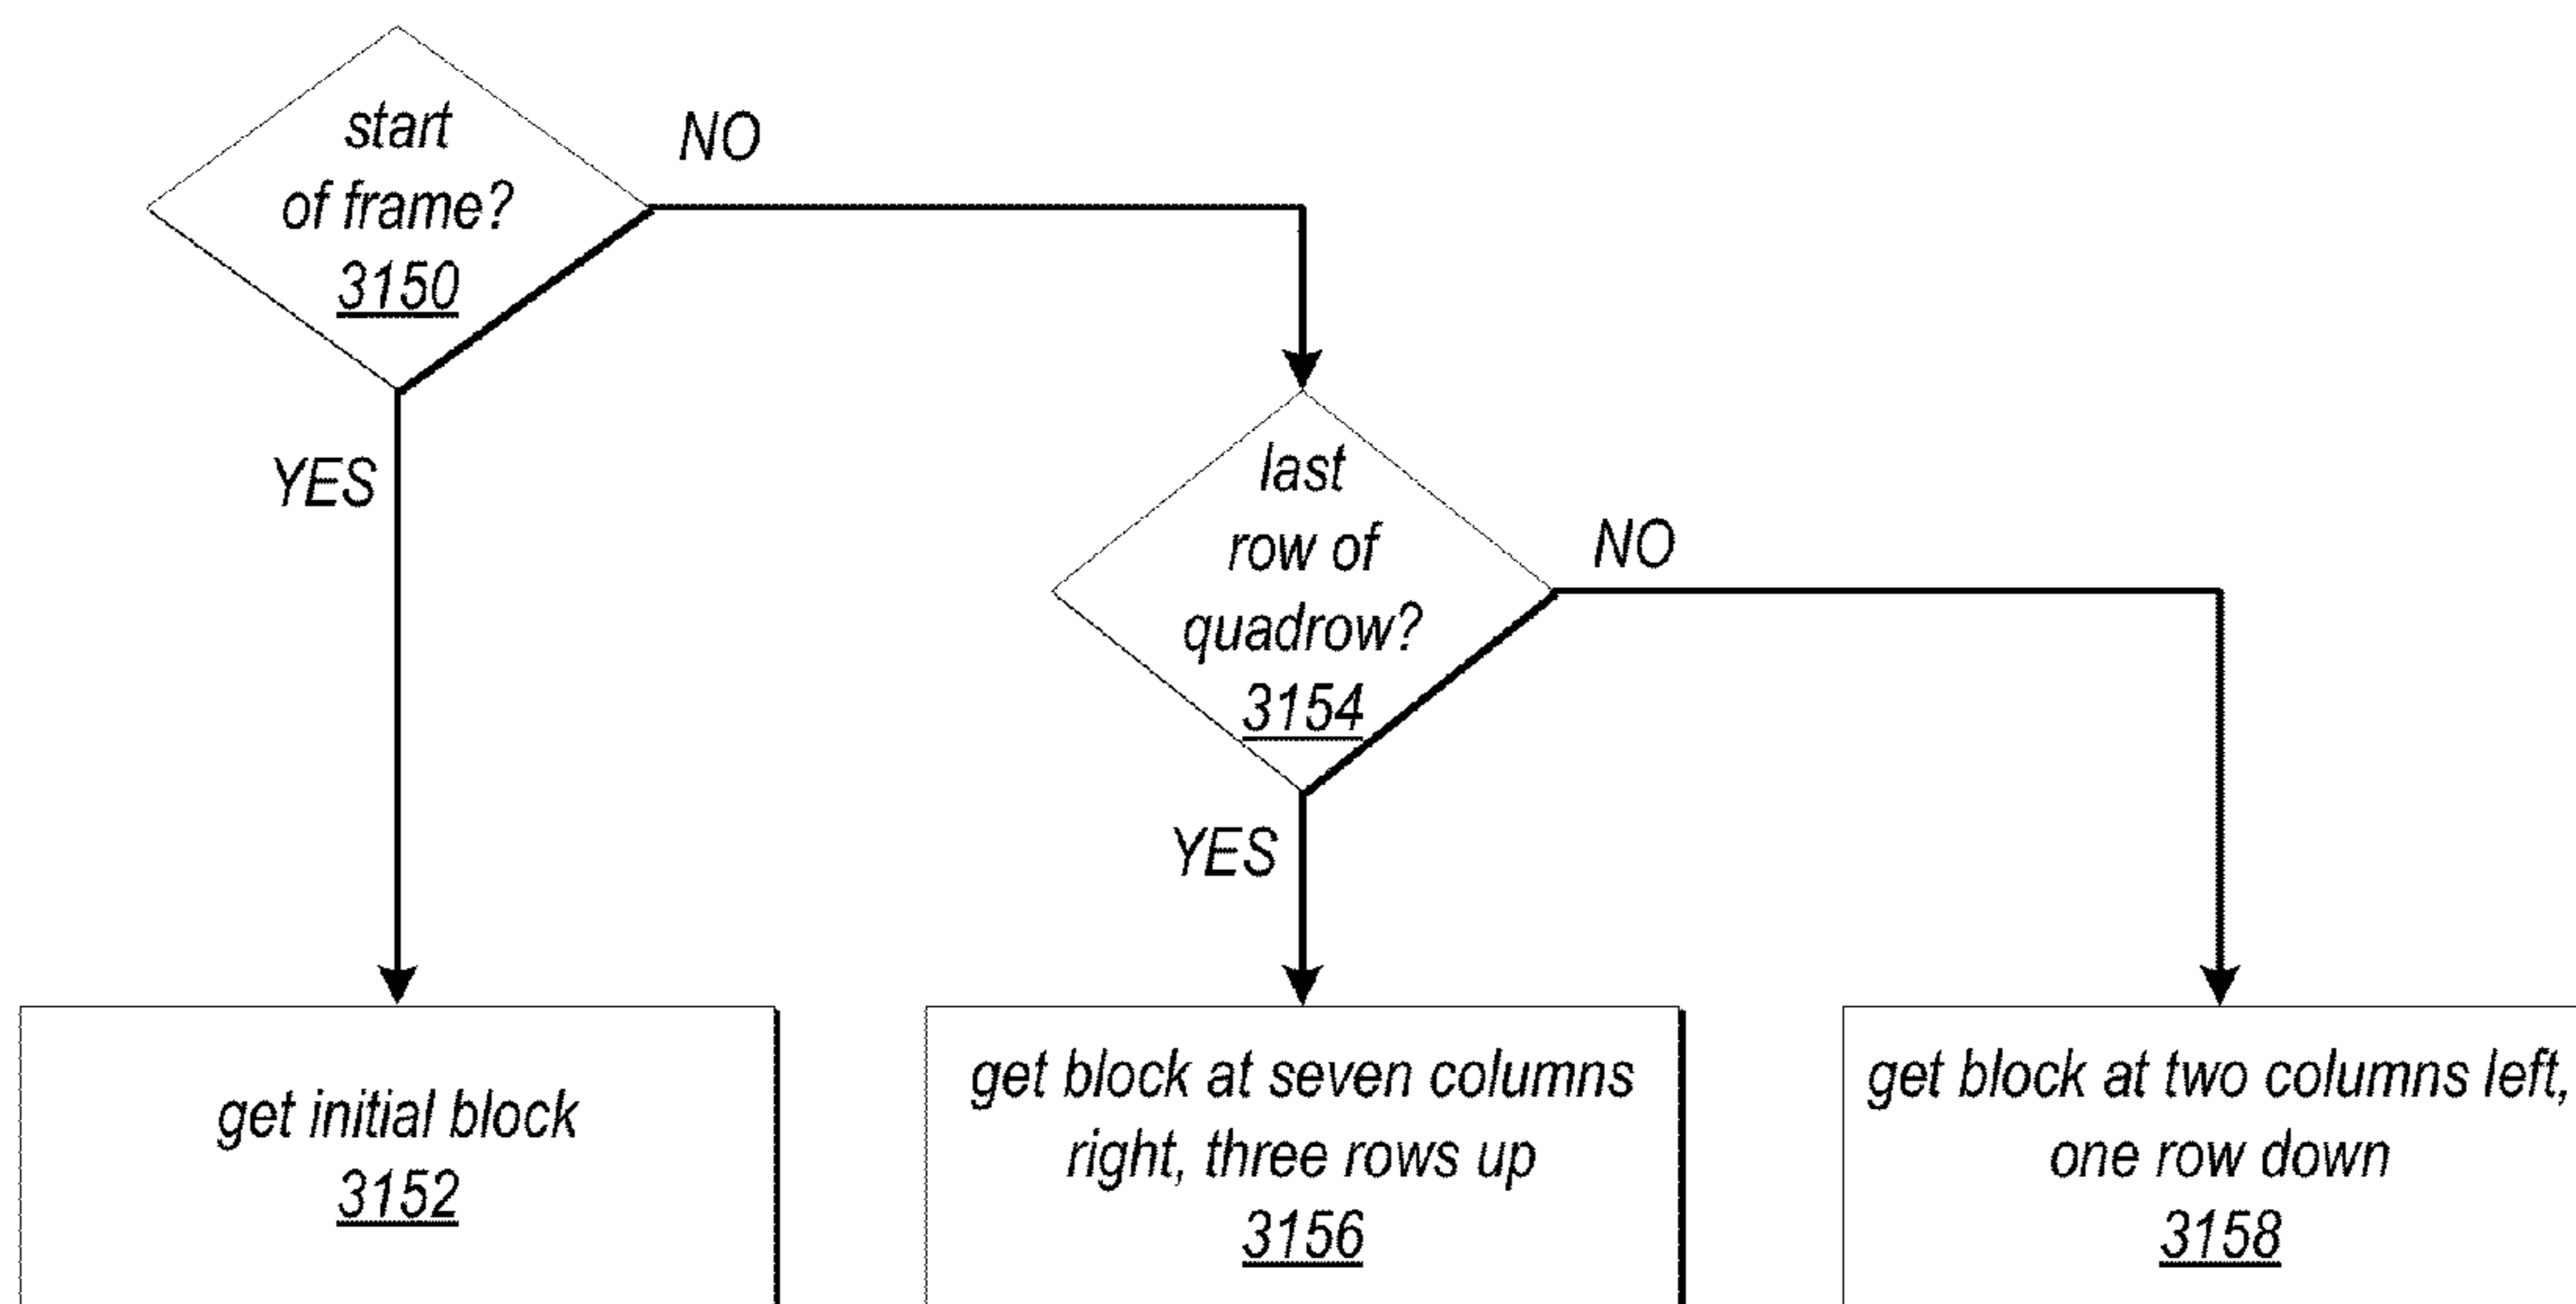 start
of frame?
3150
NO
YES
last
row of
quadrow?
3154
NO
YES
get initial block
3152
get block at seven columns
right, three rows up
3156
get block at two columns left,
one row down
3158